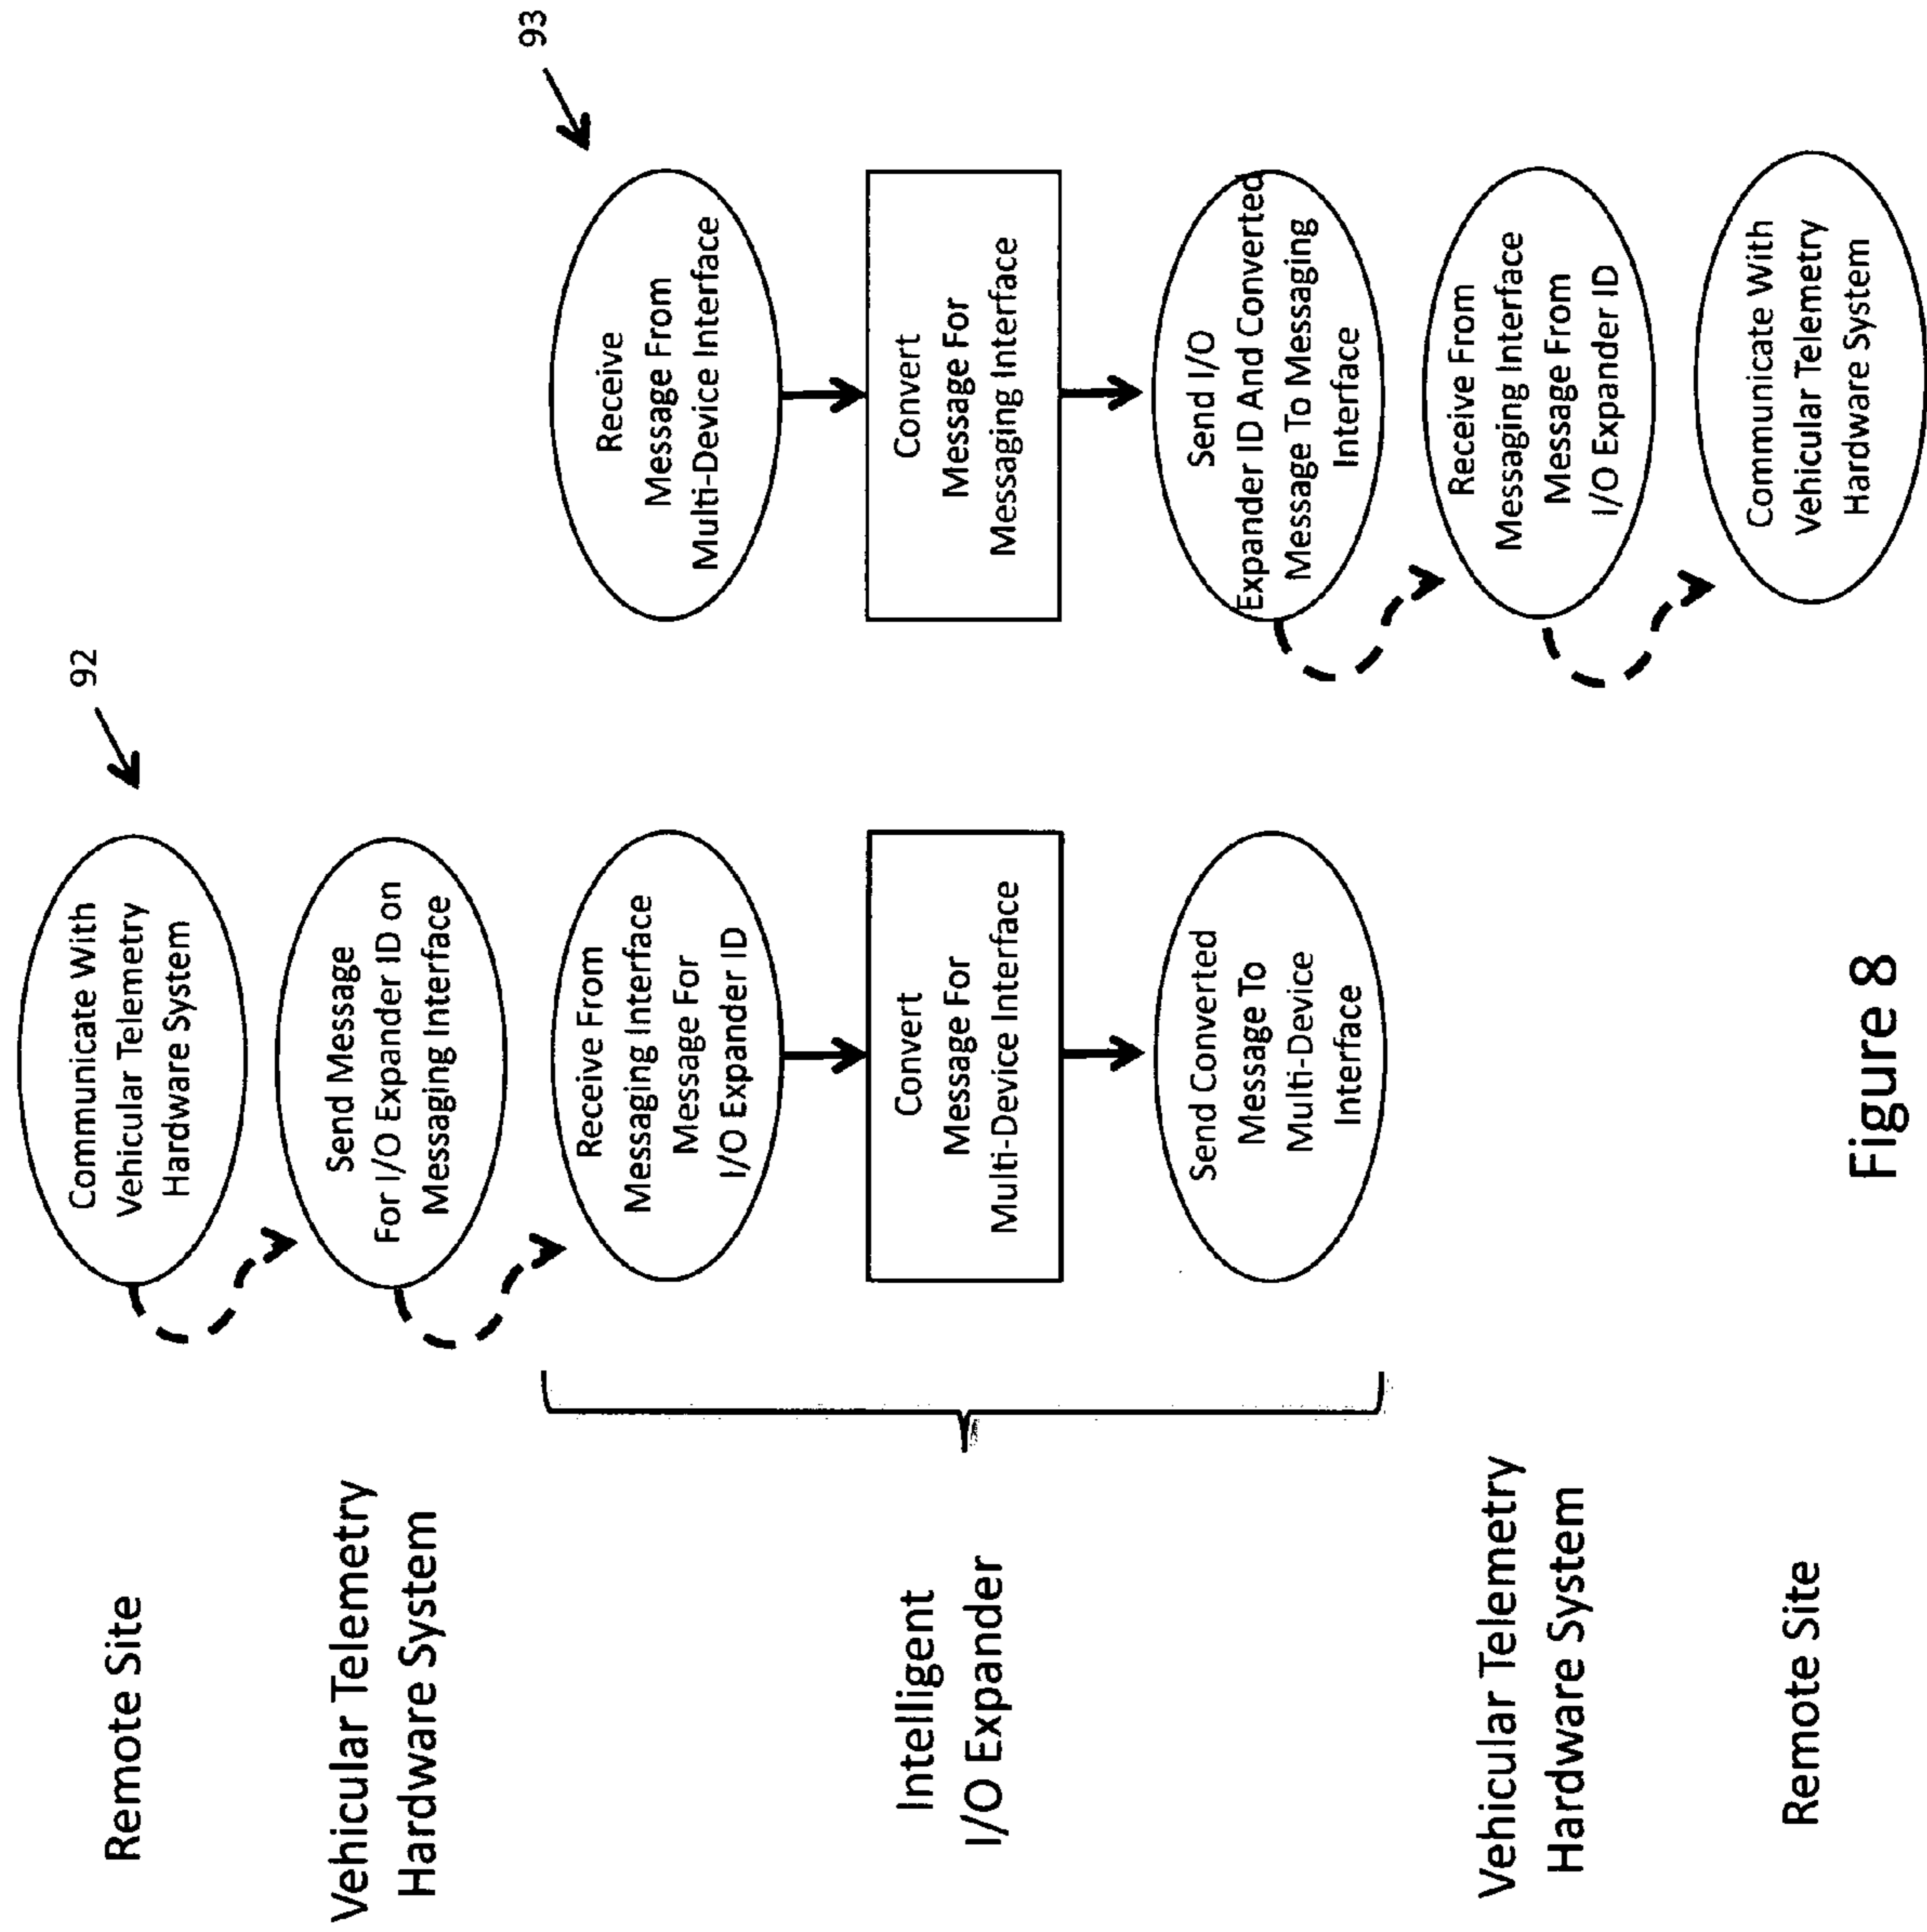 Remote Site
Vehicular Telemetry
Hardware System
Intelligent
I/O Expander
Vehicular Telemetry
Hardware System
Remote Site
92
Communicate With
Vehicular Telemetry
Hardware System
Send Message
For I/O Expander ID on
Messaging Interface
Receive From
Messaging Interface
Message For
I/O Expander ID
Convert
Message For
Multi-Device Interface
Send Converted
Message To
Multi-Device
Interface
93
Receive
Message From
Multi-Device Interface
Convert
Message For
Messaging Interface
Send I/O
Expander ID And Converted
Message To Messaging
Interface
Receive From
Messaging Interface
Message From
I/O Expander ID
Communicate With
Vehicular Telemetry
Hardware System
Figure 8